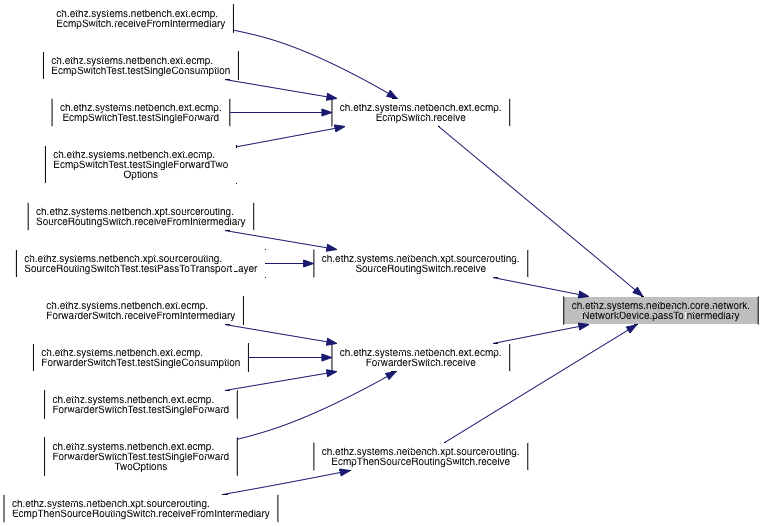 ch.ethz.systems.netbench.ext.ecmp.
EcmpSwitch.receiveFromIntermediary
ch.ethz.systems.netbench.ext.ecmp.
EcmpSwitchTest.testSingleConsumption
ch.ethz.systems.netbench.ext.ecmp.
EcmpSwitchTest.testSingleForward
ch.ethz.systems.netbench.ext.ecmp.
EcmpSwitchTest.testSingleForwardTwo
Options
ch.ethz.systems.netbench.ext.ecmp.
EcmpSwitch.receive
ch.ethz.systems.netbench.xpt.sourcerouting.
SourceRoutingSwitch.receiveFromIntermediary
ch.ethz.systems.netbench.xpt.sourcerouting.
SourceRoutingSwitchTest.testPassToTransportLayer
ch.ethz.systems.netbench.xpt.sourcerouting.
SourceRoutingSwitch.receive
ch.ethz.systems.netbench.core.network.
NetworkDevice.passToIntermediary
ch.ethz.systems.netbench.ext.ecmp.
ForwarderSwitch.receiveFromIntermediary
ch.ethz.systems.netbench.ext.ecmp.
ForwarderSwitchTest.testSingleConsumption
ch.ethz.systems.netbench.ext.ecmp.
ForwarderSwitch.receive
ch.ethz.systems.netbench.ext.ecmp.
ForwarderSwitchTest.testSingleForward
ch.ethz.systems.netbench.ext.ecmp.
ForwarderSwitchTest.testSingleForward
TwoOptions
ch.ethz.systems.netbench.xpt.sourcerouting.
EcmpThenSourceRoutingSwitch.receive
ch.ethz.systems.netbench.xpt.sourcerouting.
EcmpThenSourceRoutingSwitch.receiveFromIntermediary